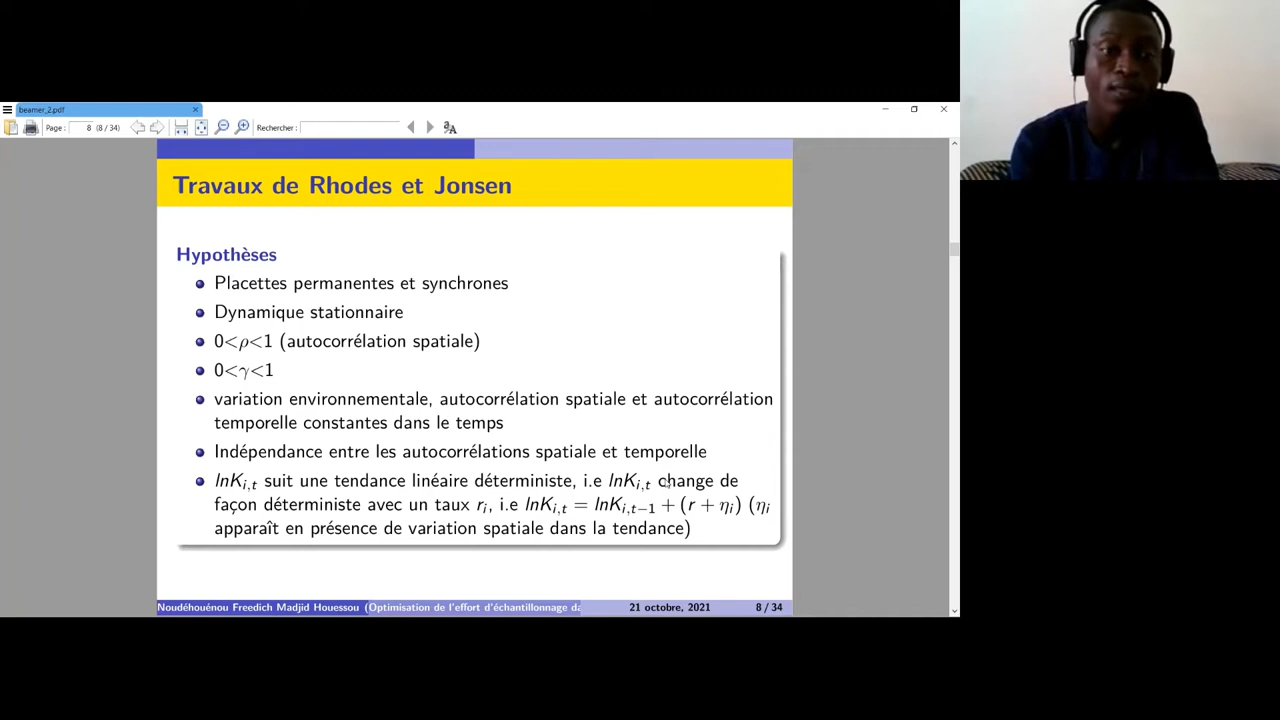 beamer_2.pdf
Page : 8 (8 / 34) Rechercher :
Travaux de Rhodes et Jonsen
Hypothèses
Placettes permanentes et synchrones
Dynamique stationnaire
0<ρ<1 (autocorrélation spatiale)
0<γ<1
variation environnementale, autocorrélation spatiale et autocorrélation
temporelle constantes dans le temps
Indépendance entre les autocorrélations spatiale et temporelle
lnK_{i,t} suit une tendance linéaire déterministe, i.e lnK_{i,t} change de
façon déterministe avec un taux r_i, i.e lnK_{i,t} = lnK_{i,t−1} + (r + η_i) (η_i
apparaît en présence de variation spatiale dans la tendance)
Noudéhouénou Freedich Madjid Houessou (Optimisation de l'effort d'échantillonnage da 21 octobre, 2021 8 / 34